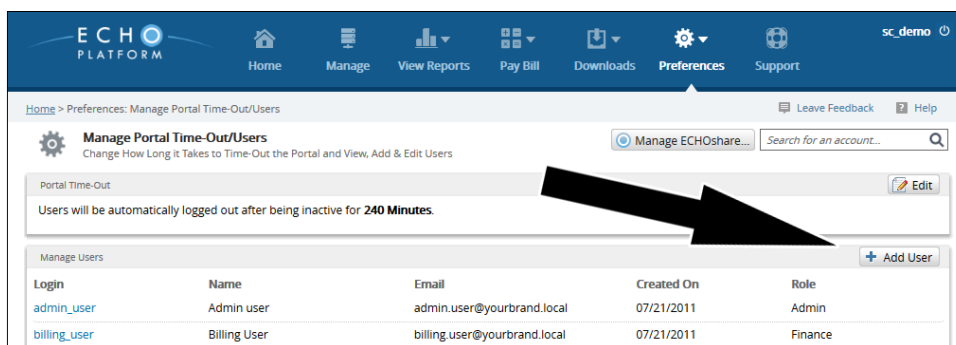 ECHO
PLATFORM
Home
Manage
View Reports
Pay Bill
Downloads
Preferences
Support
sc_demo
Home > Preferences: Manage Portal Time-Out/Users
Leave Feedback
? Help
Manage Portal Time-Out/Users
Change How Long it Takes to Time-Out the Portal and View, Add & Edit Users
Manage ECHOshare...
Search for an account...
Portal Time-Out
Edit
Users will be automatically logged out after being inactive for 240 Minutes.
Manage Users
+ Add User
Login Name Email Created On Role
admin_user Admin user admin.user@yourbrand.local 07/21/2011 Admin
billing_user Billing User billing.user@yourbrand.local 07/21/2011 Finance